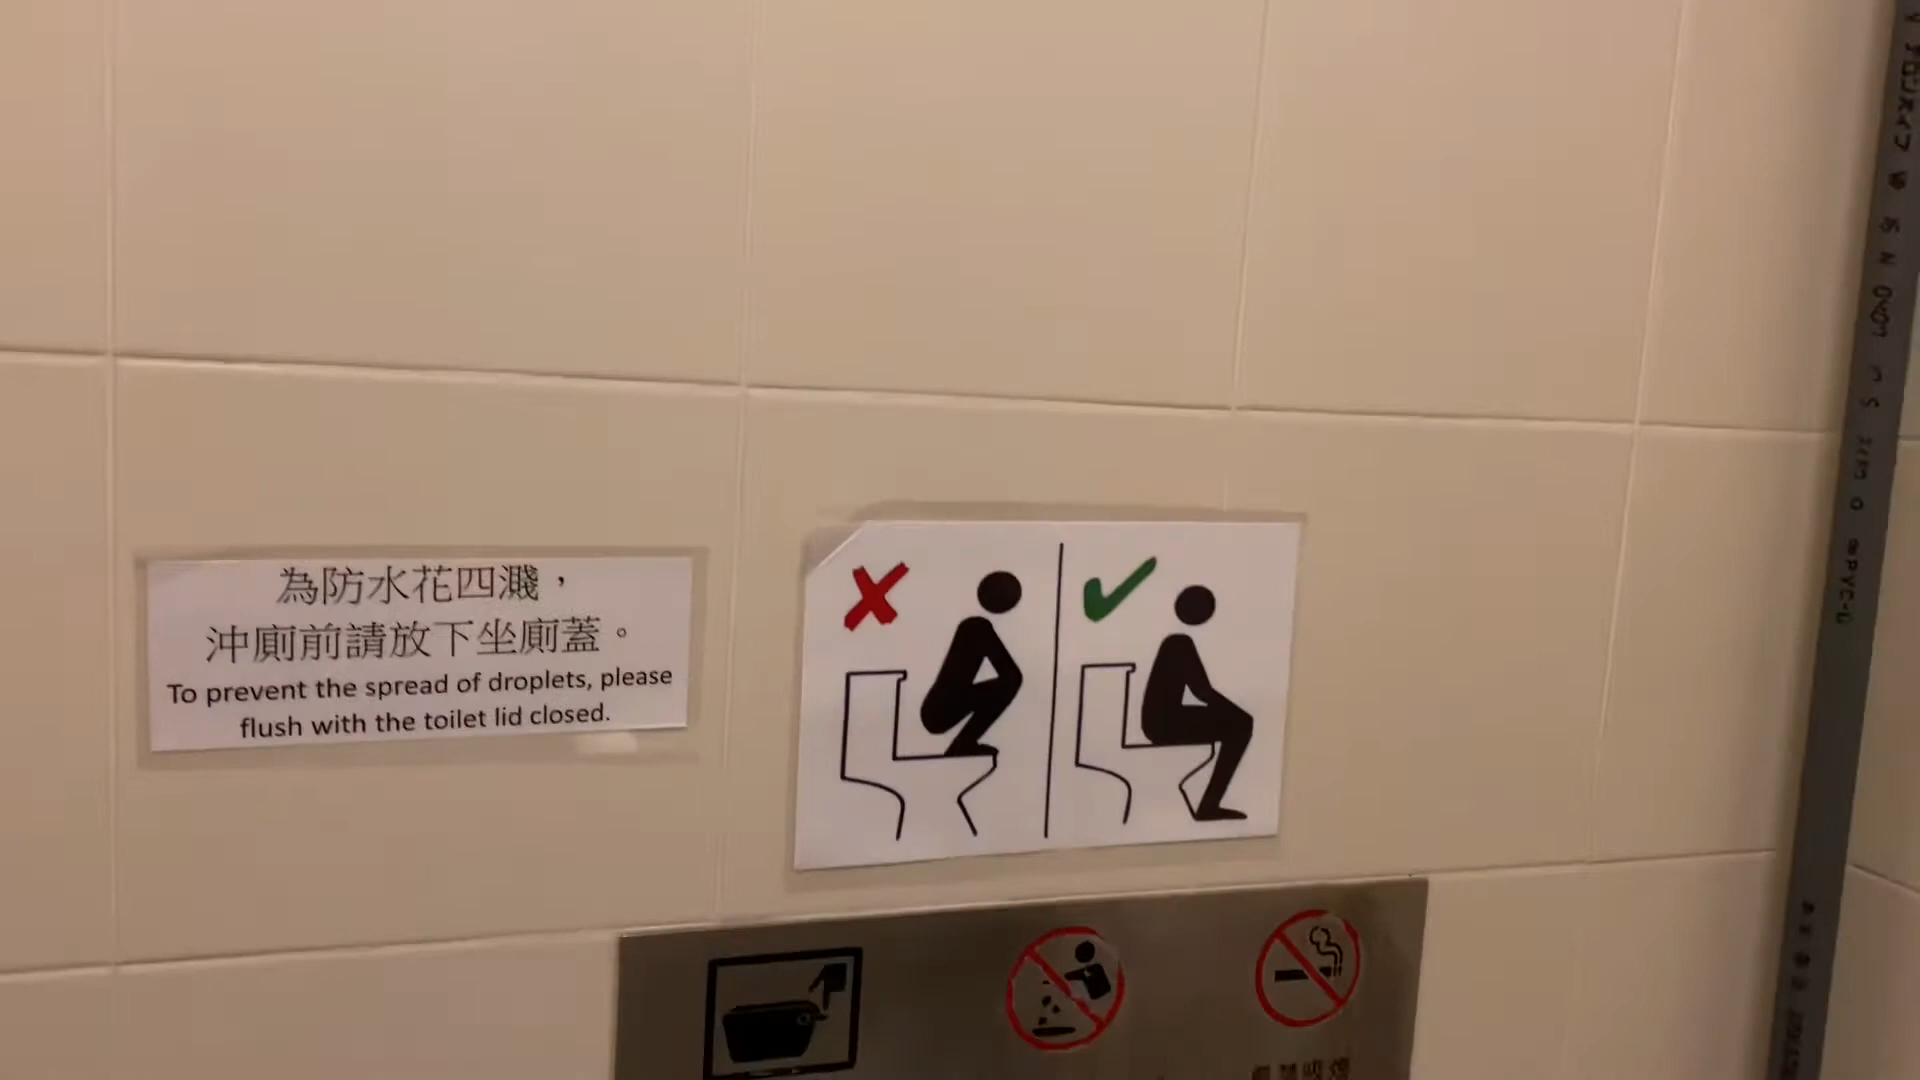 為防水花四濺，
沖廁前請放下坐廁蓋。
To prevent the spread of droplets, please
flush with the toilet lid closed.